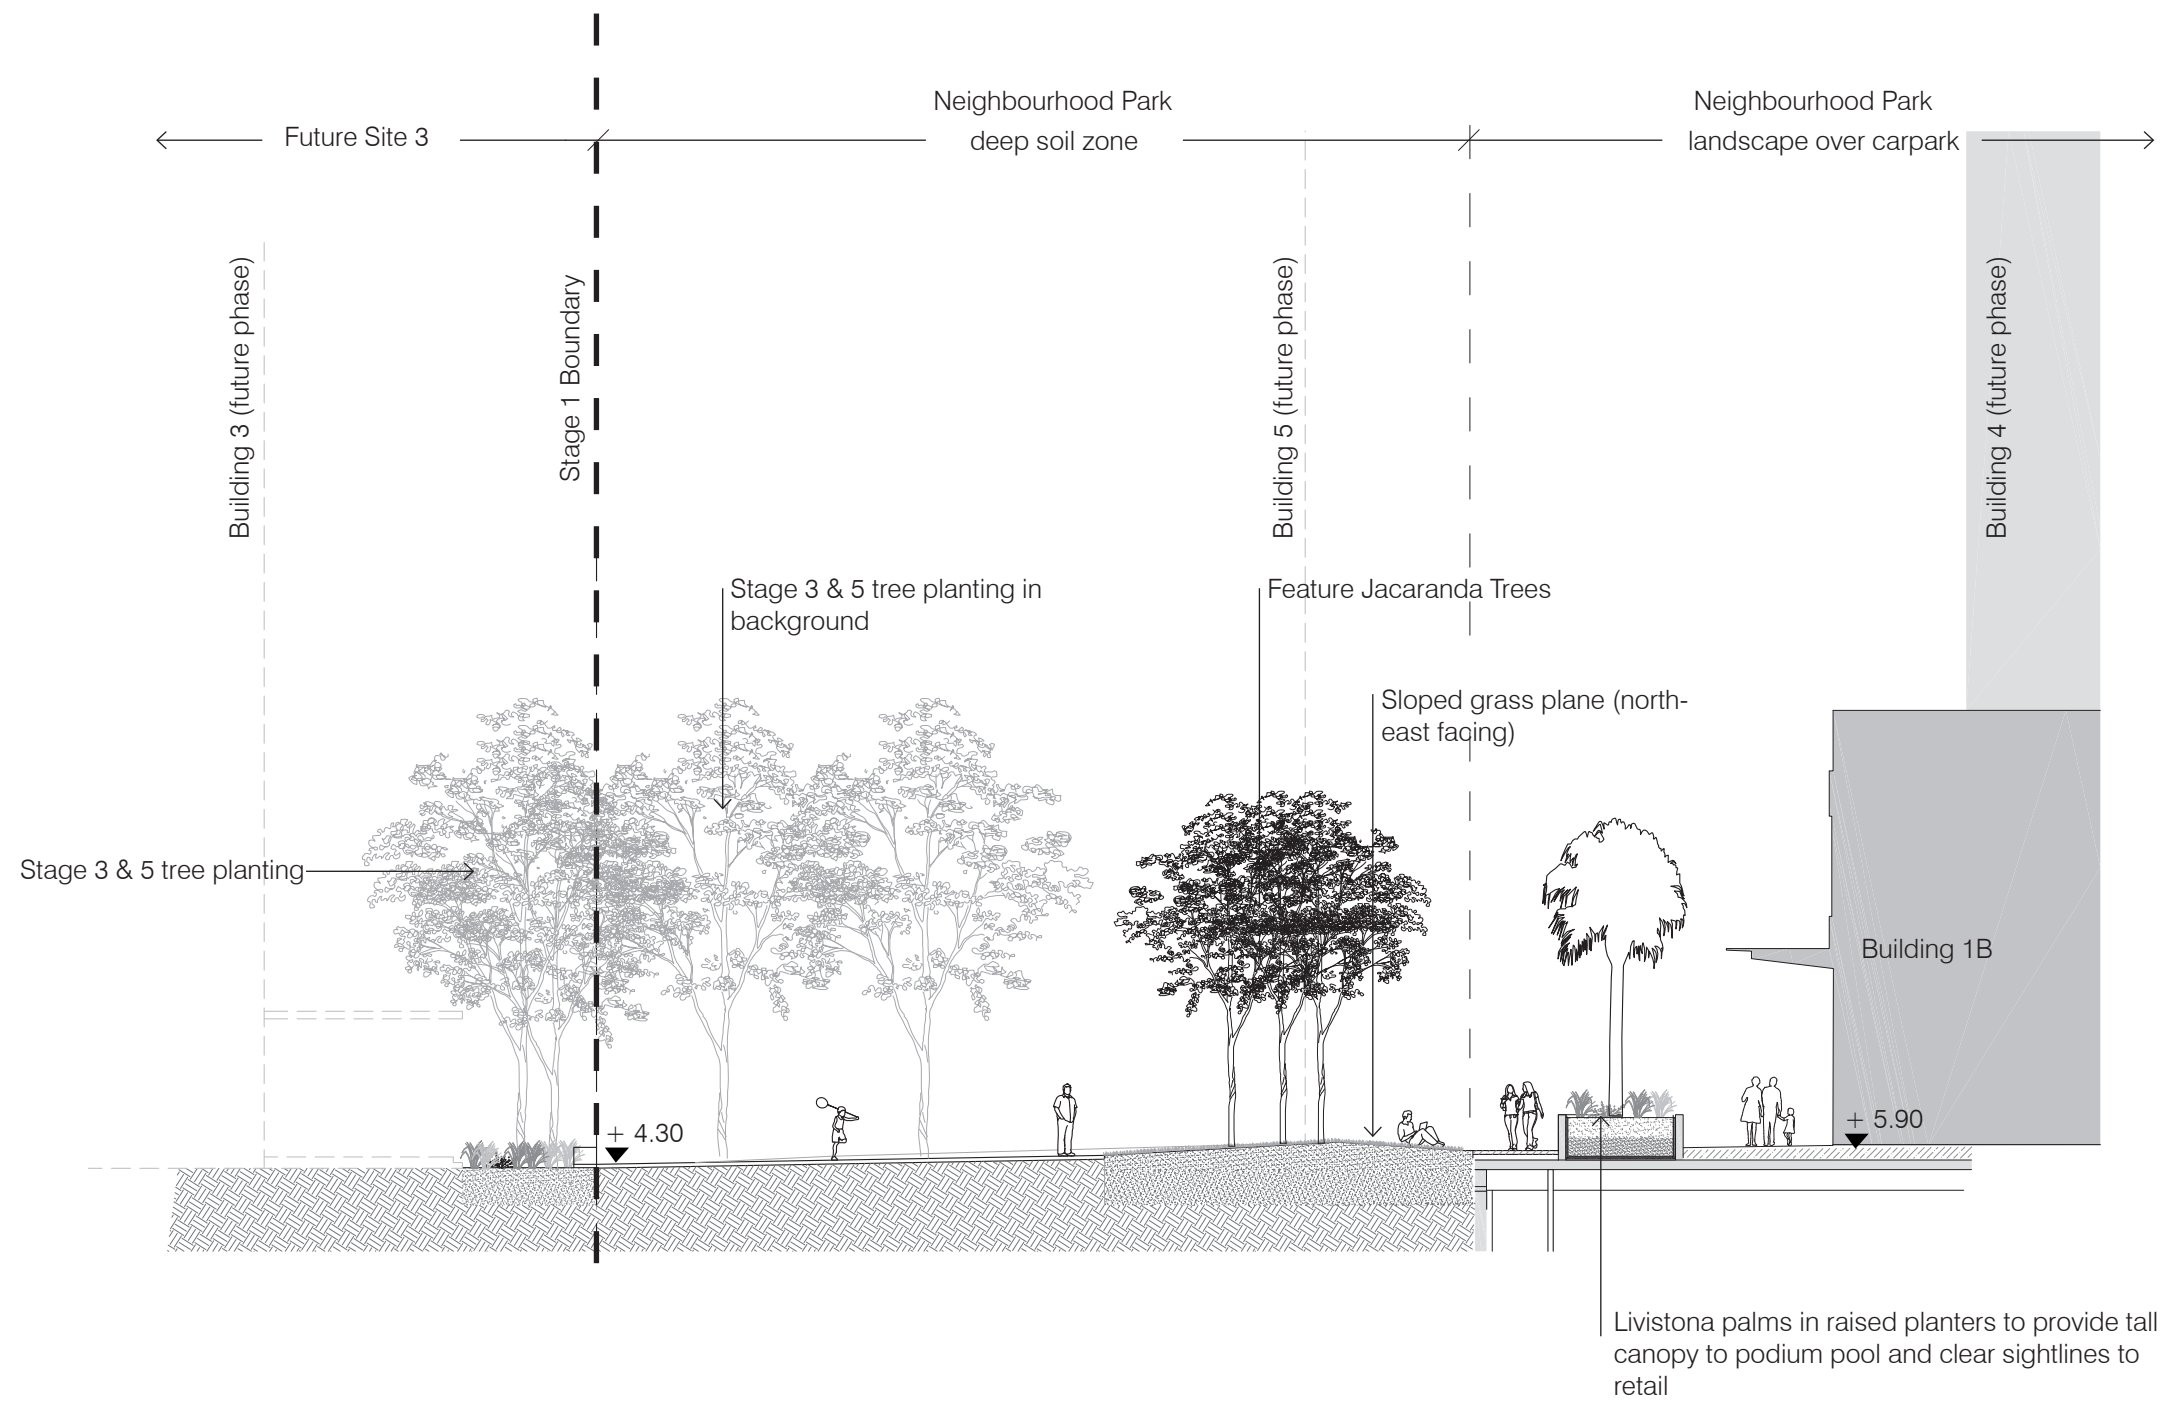 Neighbourhood Park
deep soil zone
Neighbourhood Park
landscape over carpark
Future Site 3
Building 3 (future phase)
Stage 1 Boundary
Building 5 (future phase)
Building 4 (future phase)
Stage 3 & 5 tree planting in
background
Feature Jacaranda Trees
Sloped grass plane (north-
east facing)
Stage 3 & 5 tree planting
Building 1B
+ 4.30
+ 5.90
Livistona palms in raised planters to provide tall
canopy to podium pool and clear sightlines to
retail